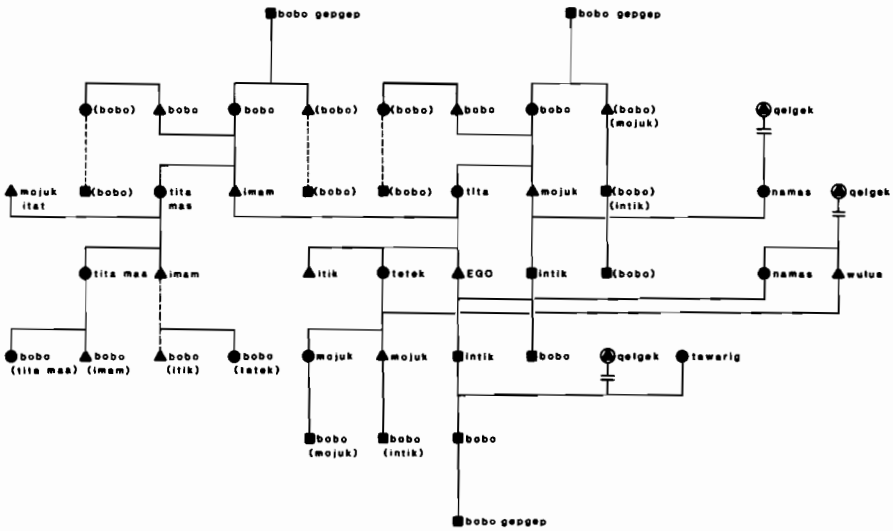 bobo gepgep bobo gepgep
(bobo) bobo bobo (bobo) (bobo) bobo bobo (bobo) qelgek
(mojuk)
mojuk (bobo) tita imam (bobo) (bobo) tita mojuk (bobo) namas qelgek
itat mas (intik)
tita maa imam itik tetek EGO intik (bobo) namas wulus
bobo bobo bobo bobo mojuk mojuk intik bobo qelgek tawarig
(tita maa) (imam) (itik) (tetek)
bobo bobo bobo
(mojuk) (intik)
bobo gepgep